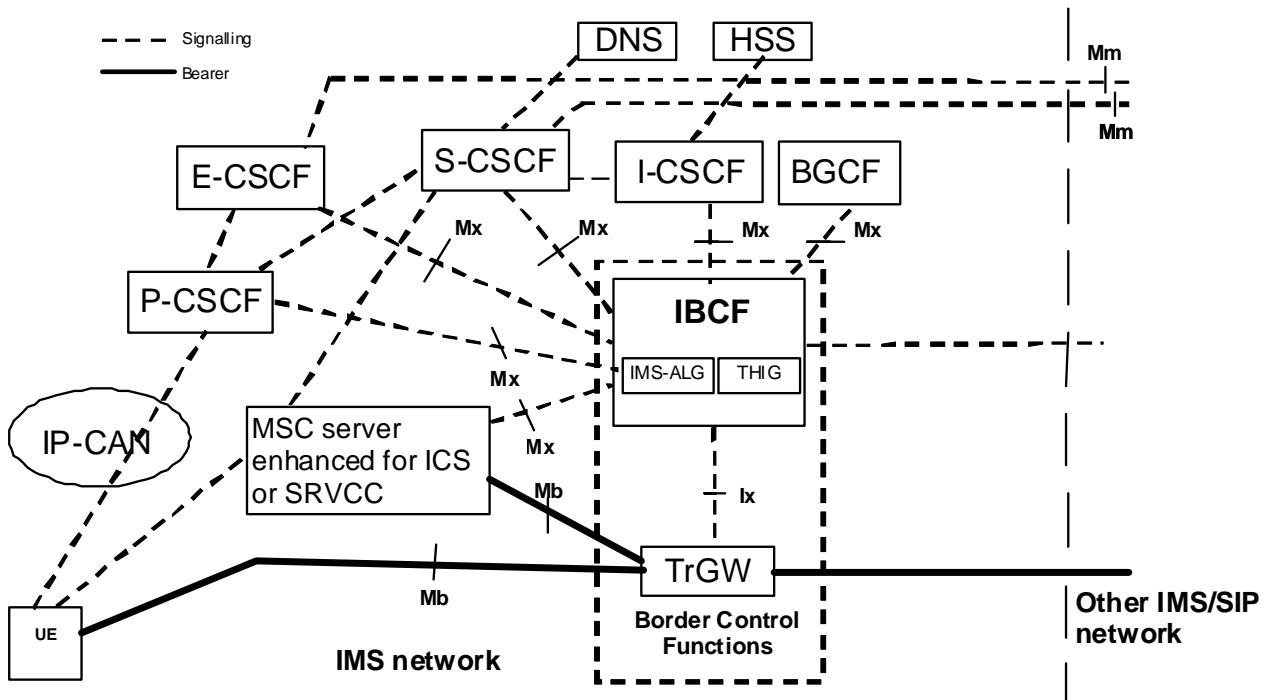 Signalling
Bearer
DNS
HSS
Mm
Mm
E-CSCF
S-CSCF
I-CSCF
BGCF
Mx
Mx
Mx
Mx
P-CSCF
IBCF
IMS-ALG
THIG
Mx
IP-CAN
MSC server
enhanced for ICS
or SRVCC
Mx
Mb
Ix
TrGW
Mb
UE
Border Control
Functions
IMS network
Other IMS/SIP
network